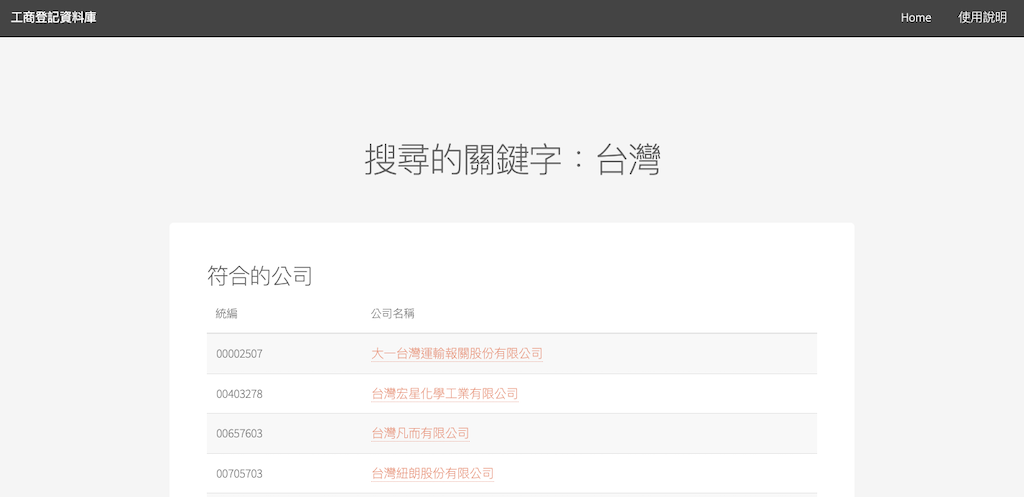 工商登記資料庫 Home 使用說明
搜尋的關鍵字：台灣
符合的公司
統編 公司名稱
00002507 大一台灣運輸報關股份有限公司
00403278 台灣宏星化學工業有限公司
00657603 台灣凡而有限公司
00705703 台灣紐朗股份有限公司